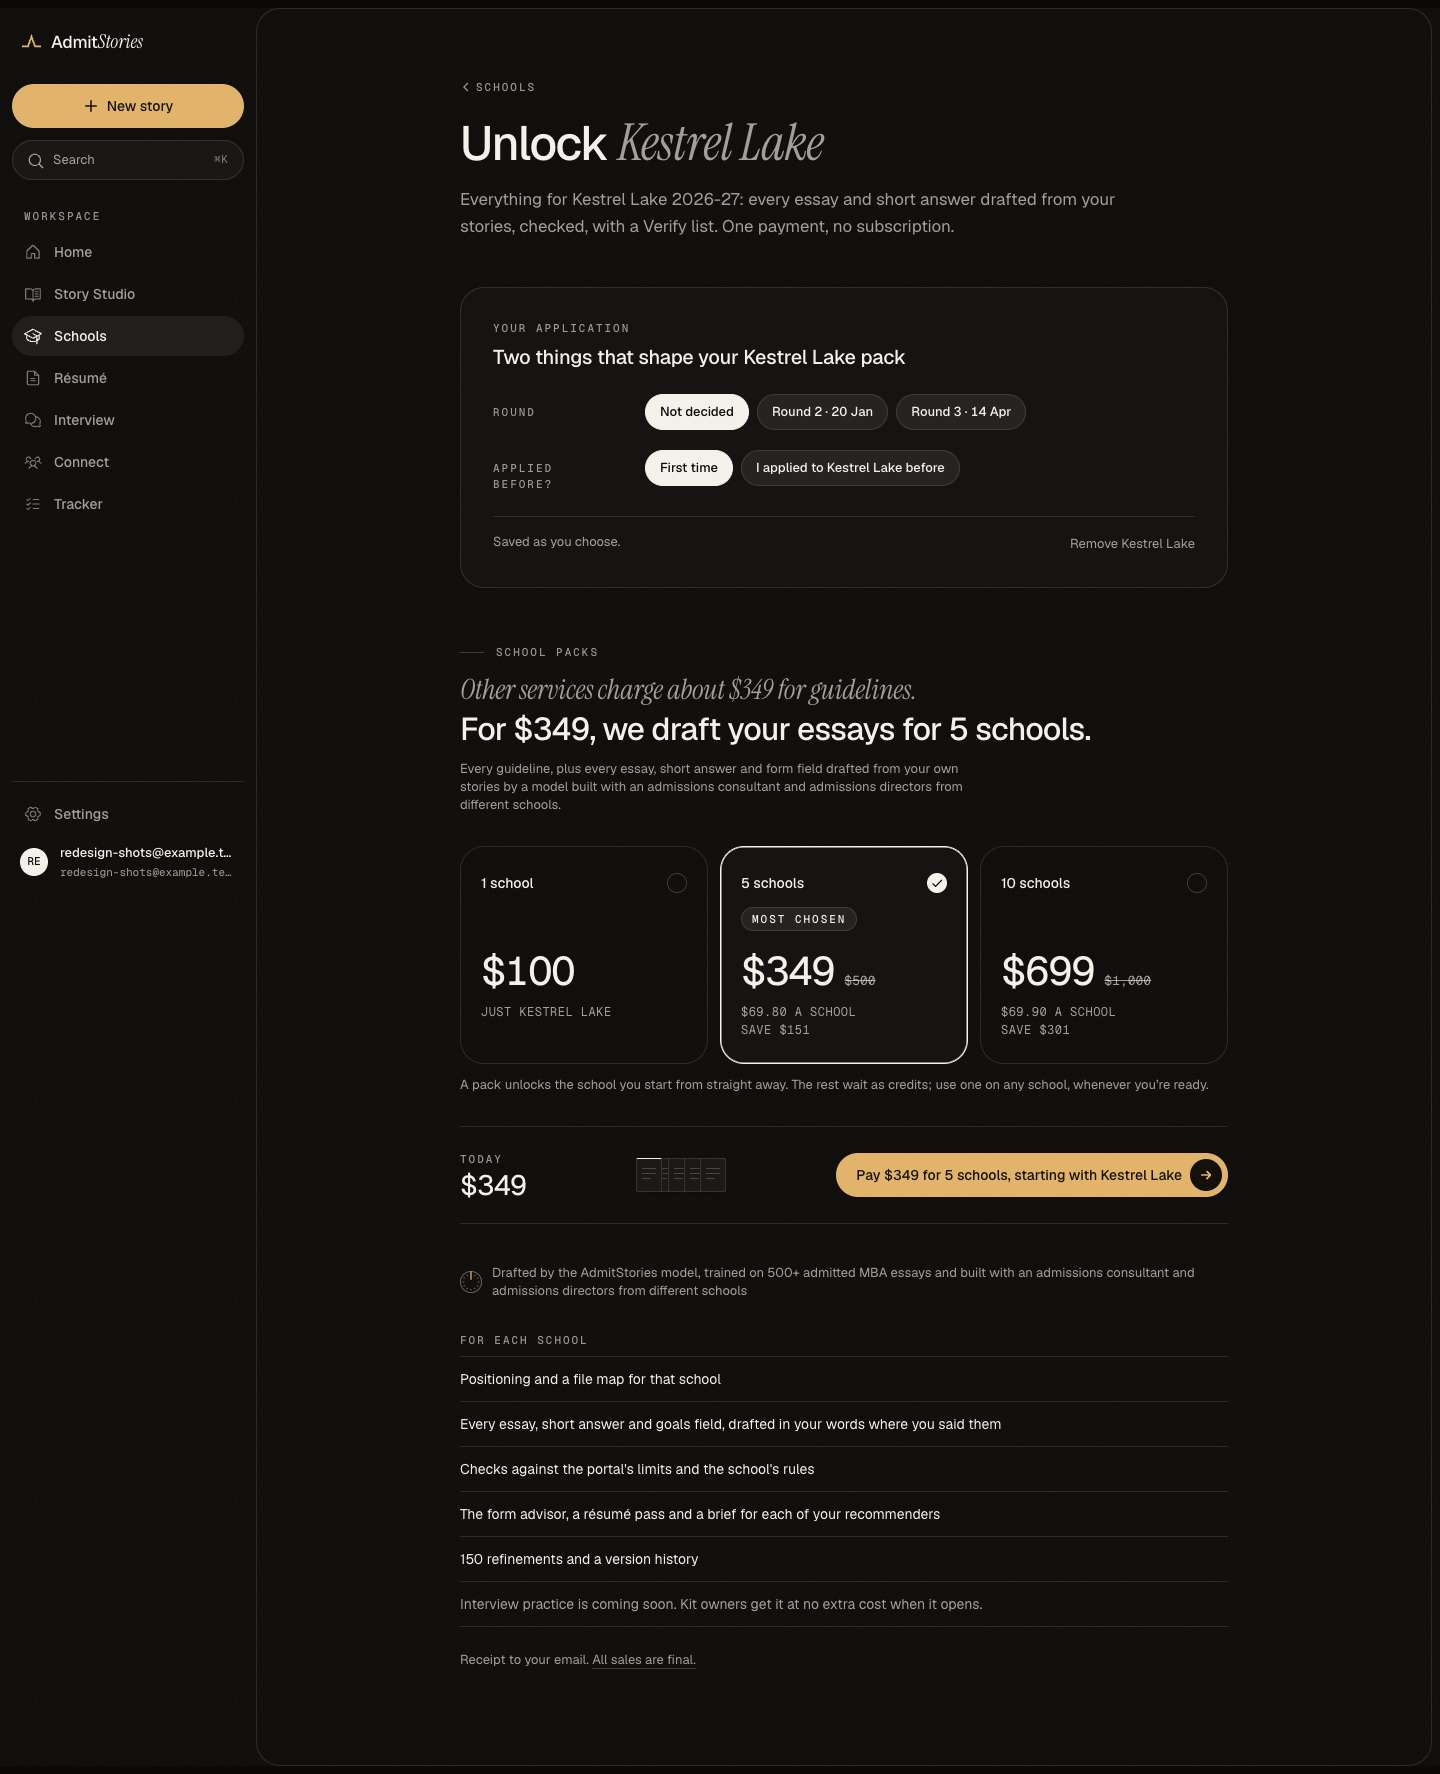 AdmitStories
New story
Search ⌘K
WORKSPACE
Home
Story Studio
Schools
Résumé
Interview
Connect
Tracker
Settings
RE
redesign-shots@example.t…
redesign-shots@example.te…
SCHOOLS
Unlock Kestrel Lake
Everything for Kestrel Lake 2026-27: every essay and short answer drafted from your
stories, checked, with a Verify list. One payment, no subscription.
YOUR APPLICATION
Two things that shape your Kestrel Lake pack
ROUND
Not decided
Round 2 · 20 Jan
Round 3 · 14 Apr
APPLIED
BEFORE?
First time
I applied to Kestrel Lake before
Saved as you choose.
Remove Kestrel Lake
SCHOOL PACKS
Other services charge about $349 for guidelines.
For $349, we draft your essays for 5 schools.
Every guideline, plus every essay, short answer and form field drafted from your own
stories by a model built with an admissions consultant and admissions directors from
different schools.
1 school
$100
JUST KESTREL LAKE
5 schools
MOST CHOSEN
$349 $500
$69.80 A SCHOOL
SAVE $151
10 schools
$699 $1,000
$69.90 A SCHOOL
SAVE $301
A pack unlocks the school you start from straight away. The rest wait as credits; use one on any school, whenever you're ready.
TODAY
$349
Pay $349 for 5 schools, starting with Kestrel Lake
Drafted by the AdmitStories model, trained on 500+ admitted MBA essays and built with an admissions consultant and
admissions directors from different schools
FOR EACH SCHOOL
Positioning and a file map for that school
Every essay, short answer and goals field, drafted in your words where you said them
Checks against the portal's limits and the school's rules
The form advisor, a résumé pass and a brief for each of your recommenders
150 refinements and a version history
Interview practice is coming soon. Kit owners get it at no extra cost when it opens.
Receipt to your email. All sales are final.